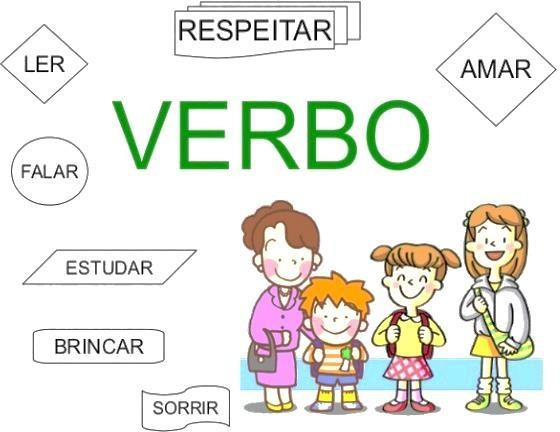 RESPEITAR
LER
AMAR
VERBO
FALAR
ESTUDAR
BRINCAR
SORRIR